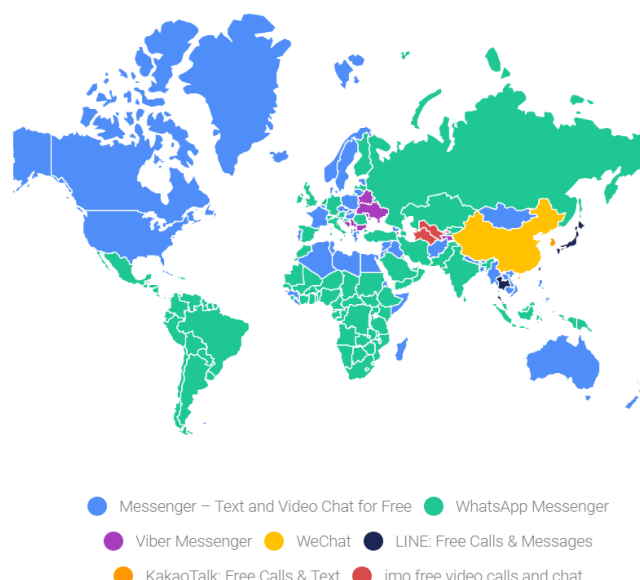 Messenger – Text and Video Chat for Free WhatsApp Messenger
Viber Messenger WeChat LINE: Free Calls & Messages
KakaoTalk: Free Calls & Text imo free video calls and chat